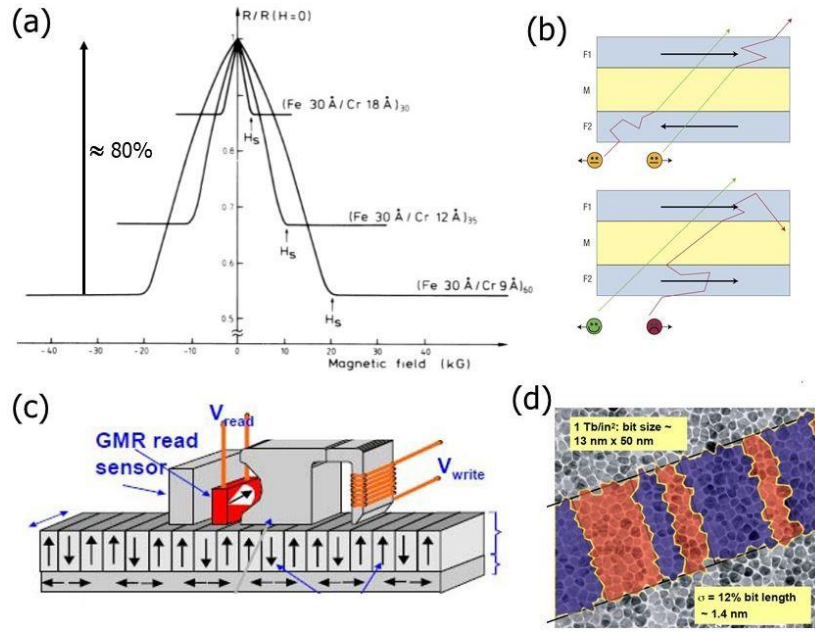 (a)
R/R(H=0)
1
(Fe 30 Å/Cr 18 Å)30
Hs
≈ 80%
0.8
0.7
(Fe 30 Å/Cr 12 Å)35
Hs
0.6
(Fe 30 Å/Cr 9 Å)60
0.5
Hs
-40 -30 -20 -10 0 10 20 30 40
Magnetic field (kG)
(b)
F1
M
F2
F1
M
F2
(c)
Vread
GMR read
sensor
Vwrite
(d)
1 Tb/in²: bit size ~
13 nm x 50 nm
σ = 12% bit length
~ 1.4 nm